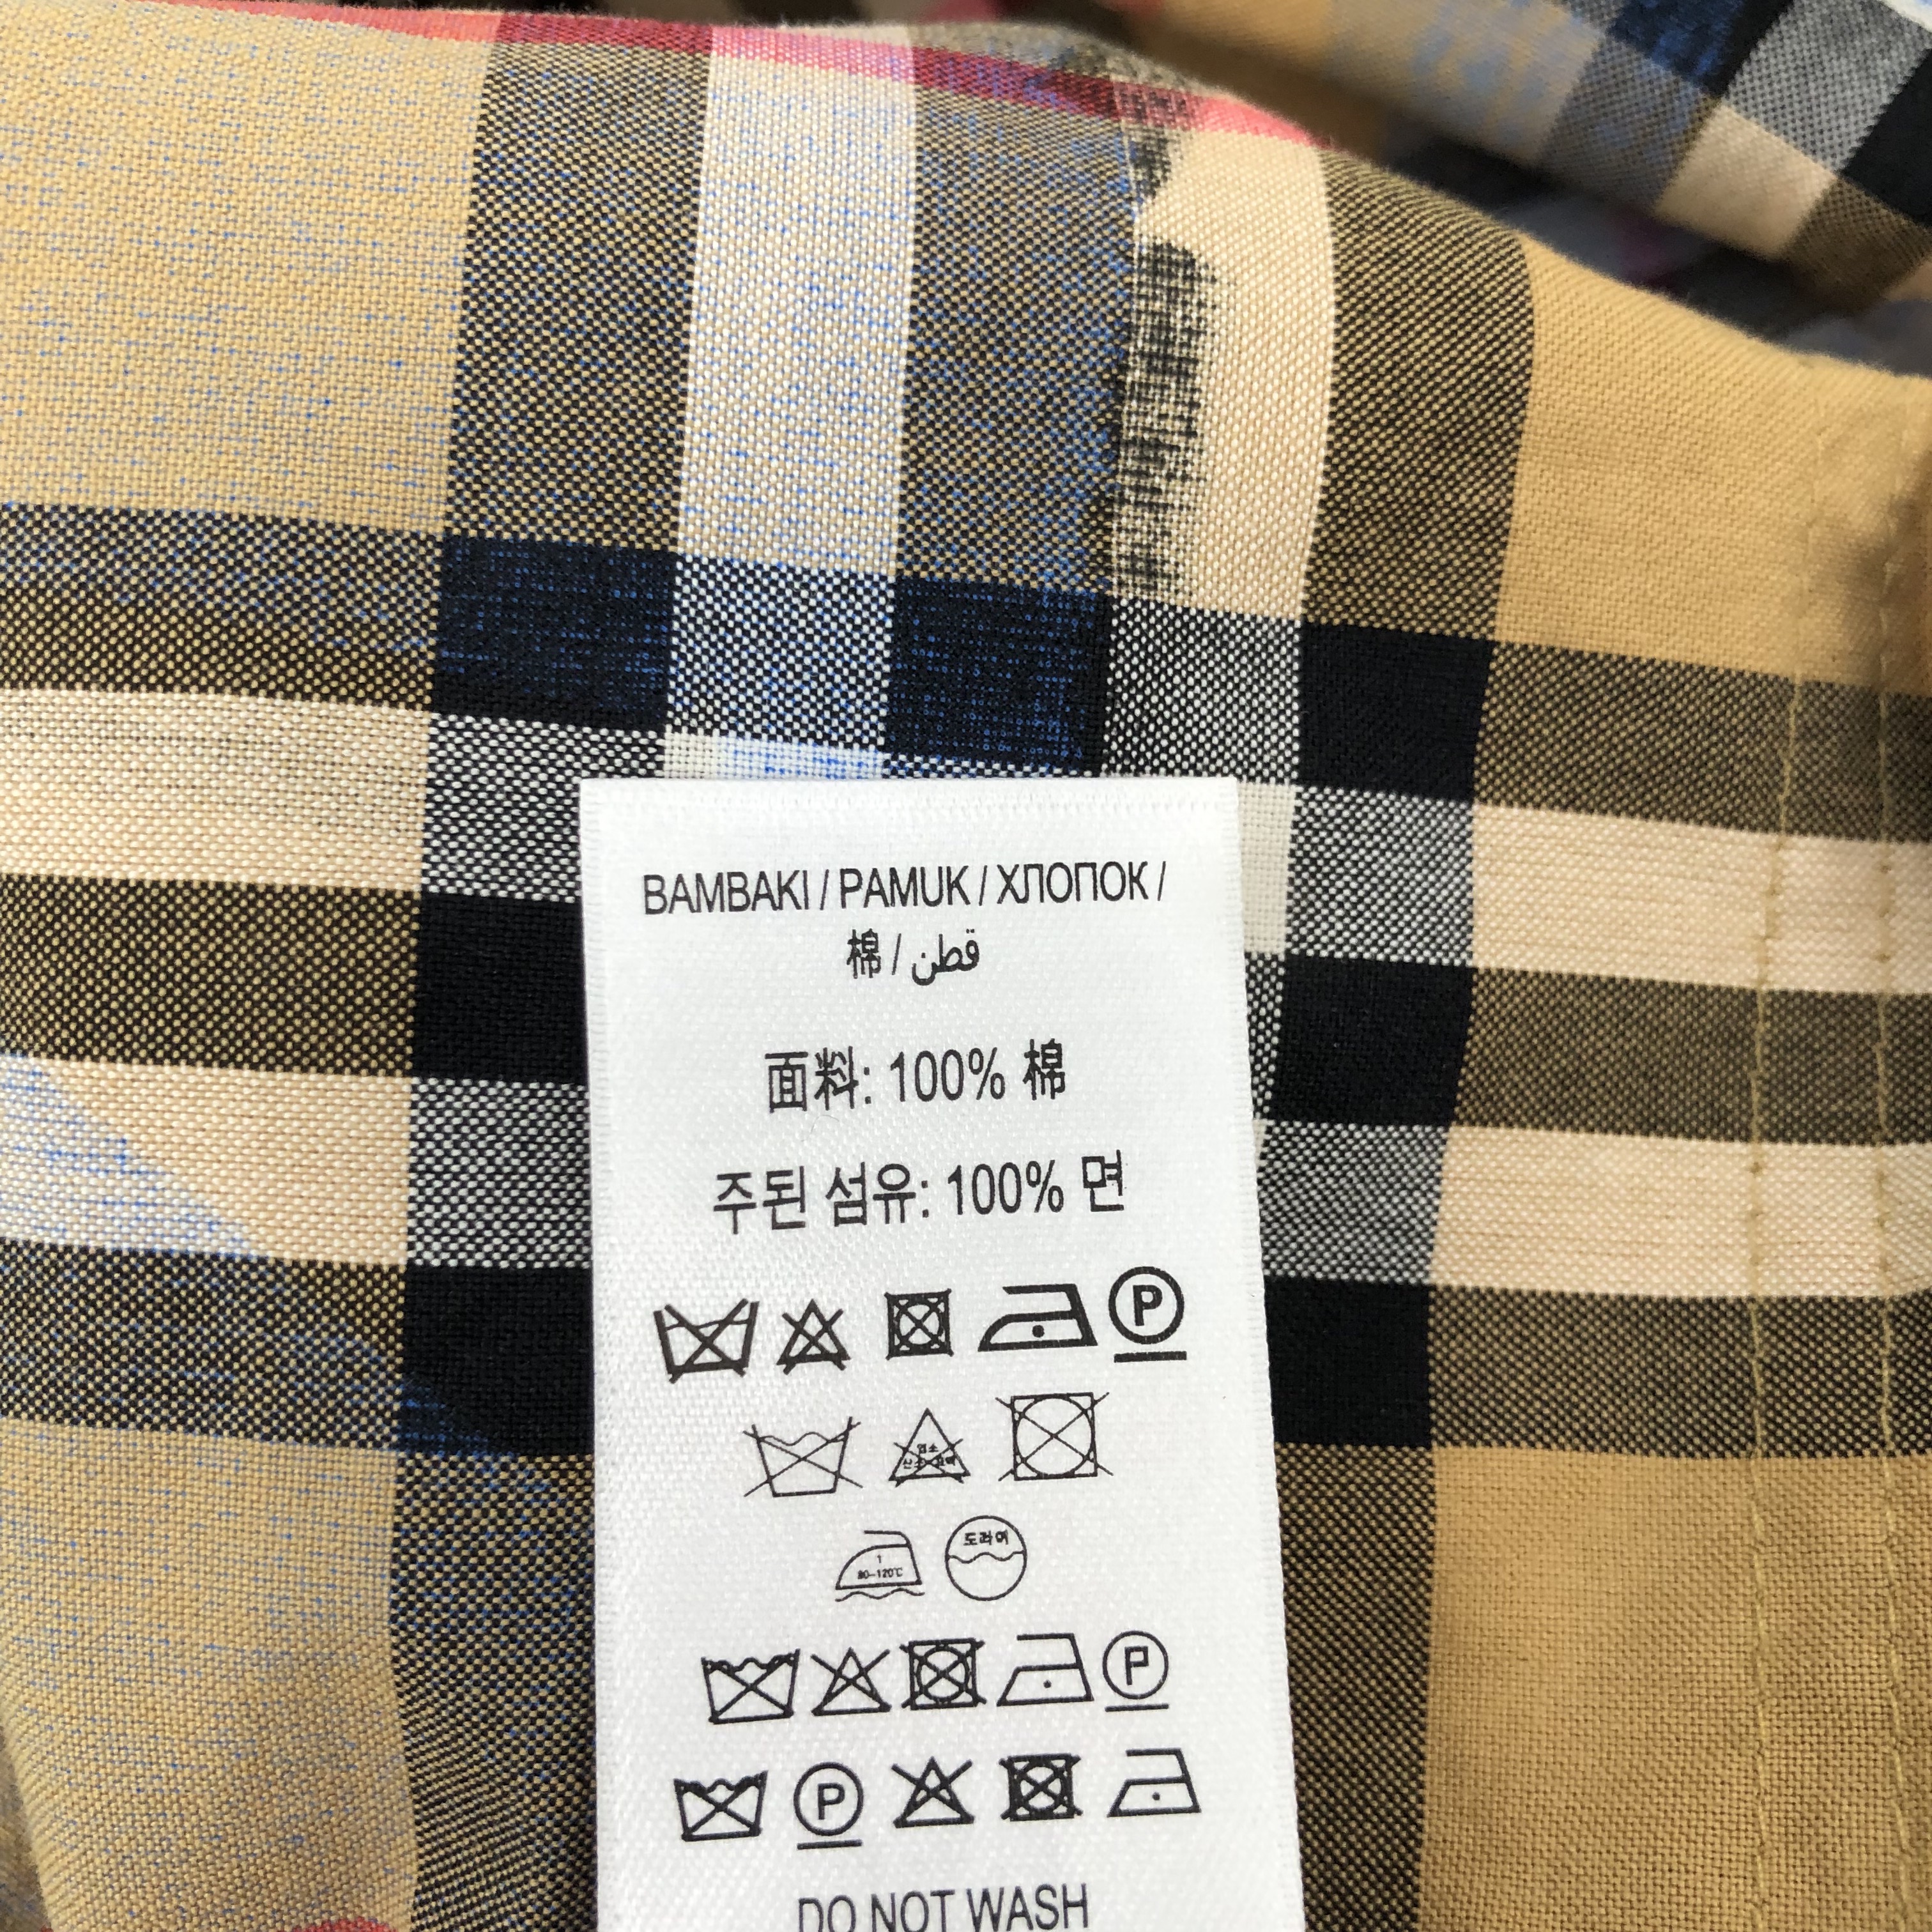 BAMBAKI / PAMUK / ХЛОПОК /
棉 / قطن
面料: 100% 棉
주된 섬유: 100% 면
P
1
80–120℃
드라이
P
P
DO NOT WASH